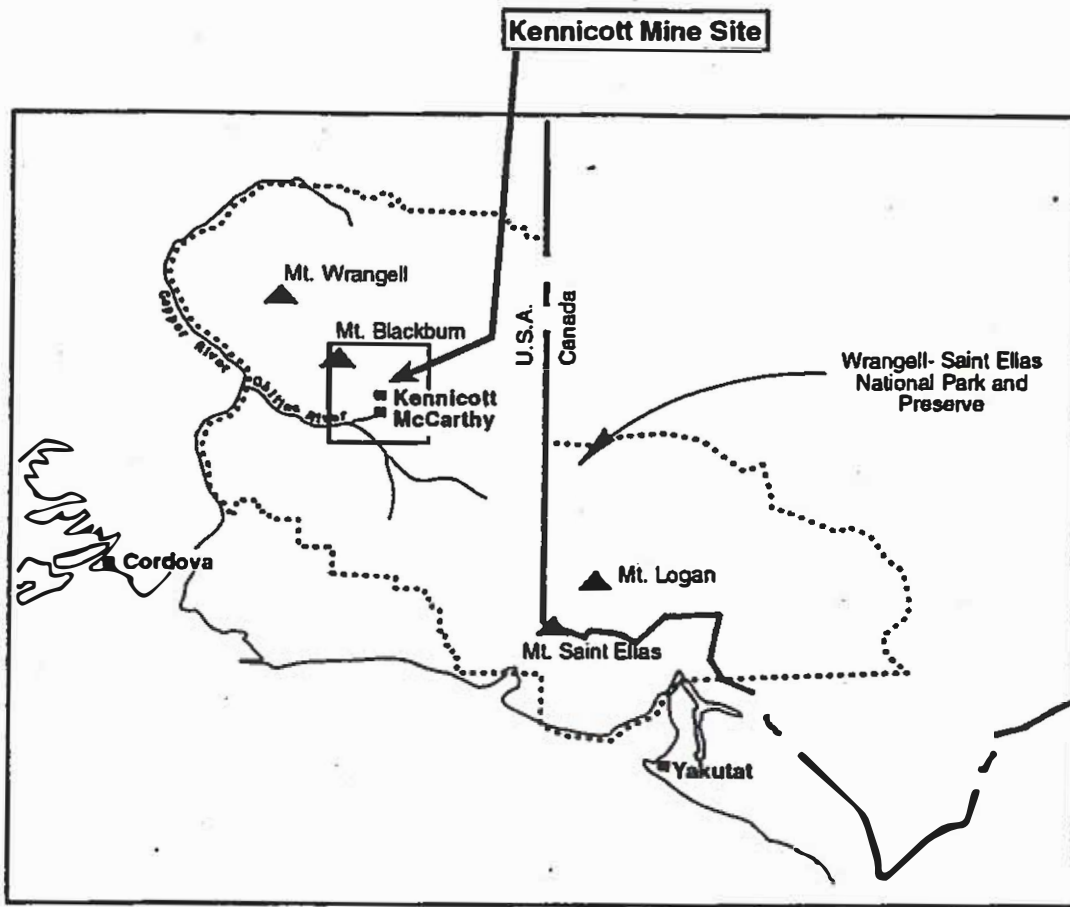 Kennicott Mine Site
Mt. Wrangell
Copper River
Mt. Blackburn
U.S.A.
Canada
Wrangell- Saint Elias
National Park and
Preserve
Kennicott
McCarthy
River
Cordova
Mt. Logan
Mt. Saint Elias
Yakutat